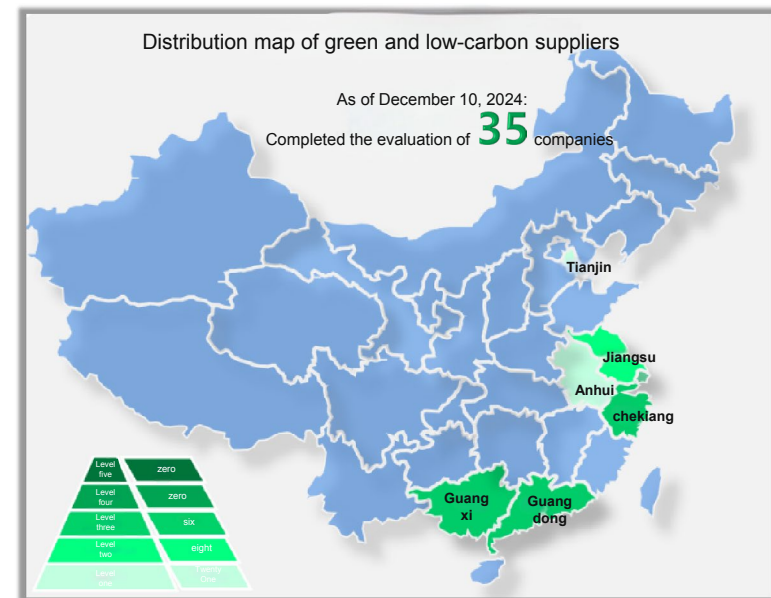 Distribution map of green and low-carbon suppliers
As of December 10, 2024:
Completed the evaluation of 35 companies
Tianjin
Jiangsu
Anhui
chekiang
Guang
xi
Guang
dong
Level
five
zero
Level
four
zero
Level
three
six
Level
two
eight
Level
one
Twenty
One